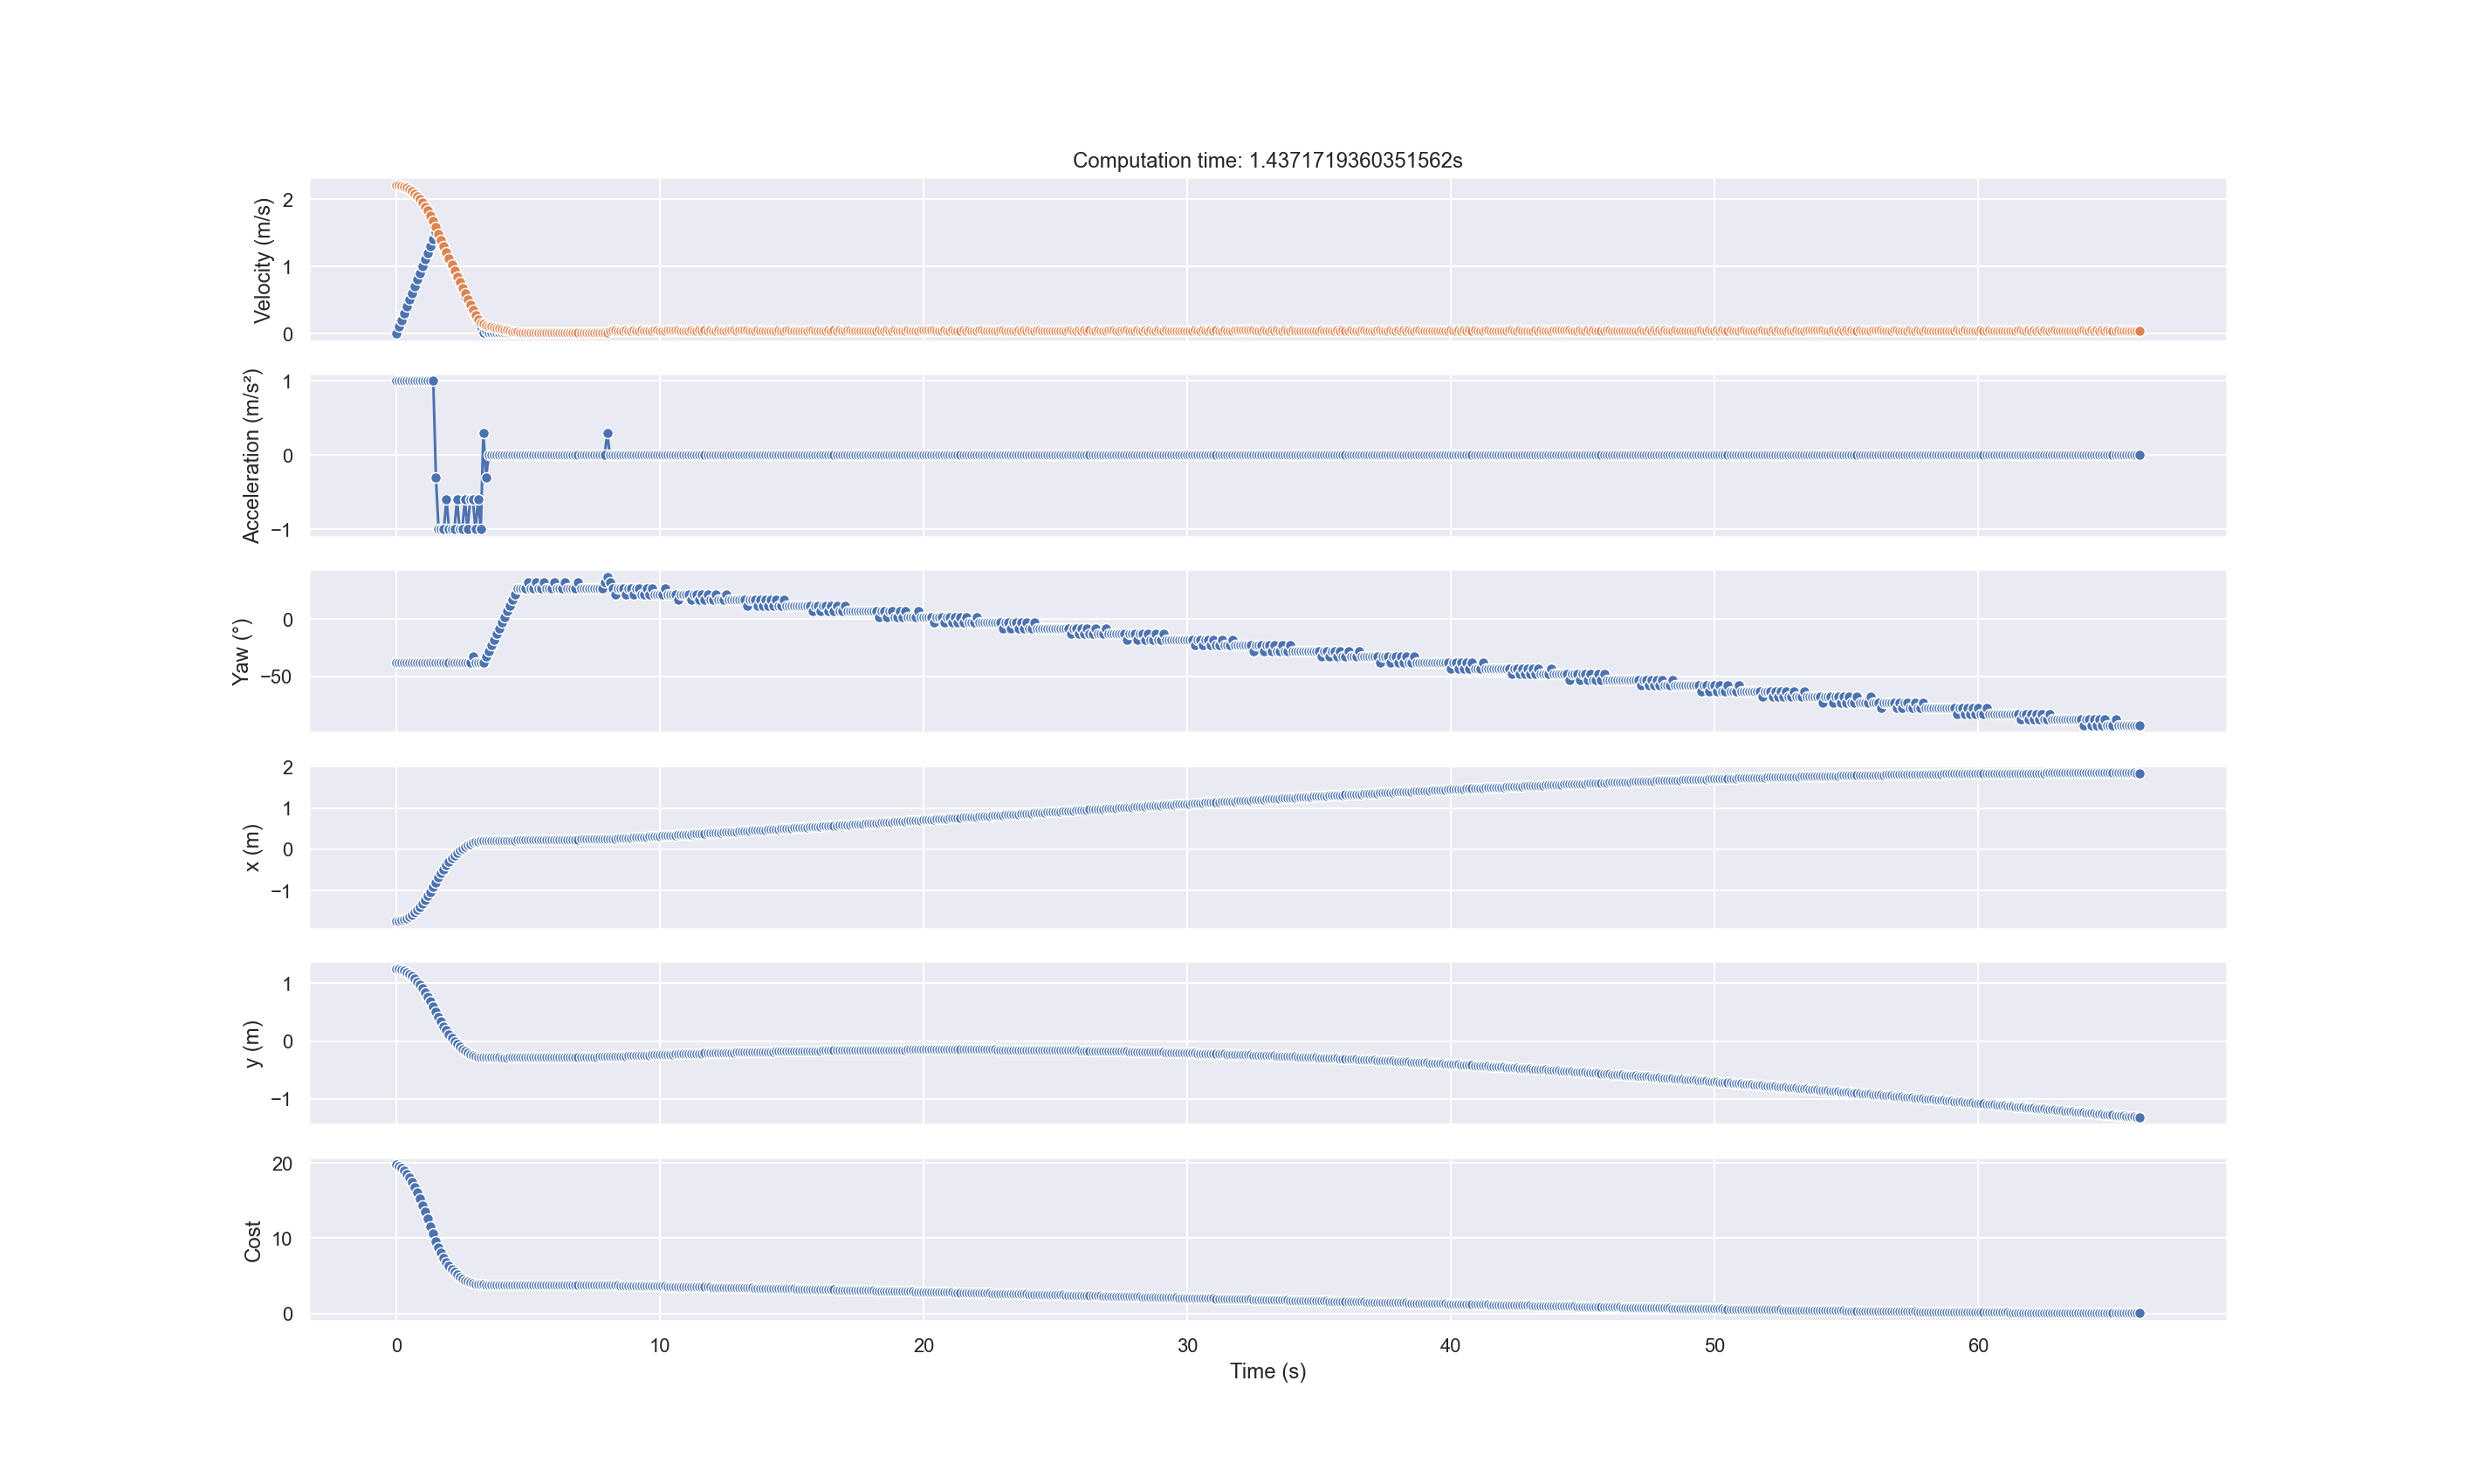 Computation time: 1.4371719360351562s
Velocity (m/s)
2
1
0
Acceleration (m/s²)
1
0
−1
Yaw (°)
0
−50
x (m)
2
1
0
−1
y (m)
1
0
−1
Cost
20
10
0
0 10 20 30 40 50 60
Time (s)